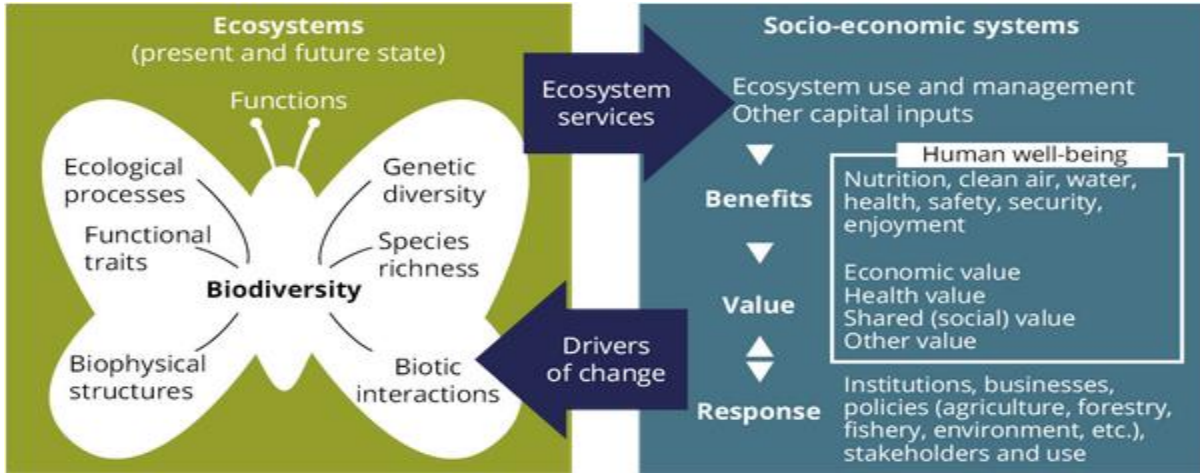 Ecosystems
(present and future state)
Functions
Ecological
processes
Genetic
diversity
Functional
traits
Species
richness
Biodiversity
Biophysical
structures
Biotic
interactions
Ecosystem
services
Drivers
of change
Socio-economic systems
Ecosystem use and management
Other capital inputs
Human well-being
Benefits
Nutrition, clean air, water,
health, safety, security,
enjoyment
Value
Economic value
Health value
Shared (social) value
Other value
Response
Institutions, businesses,
policies (agriculture, forestry,
fishery, environment, etc.),
stakeholders and use